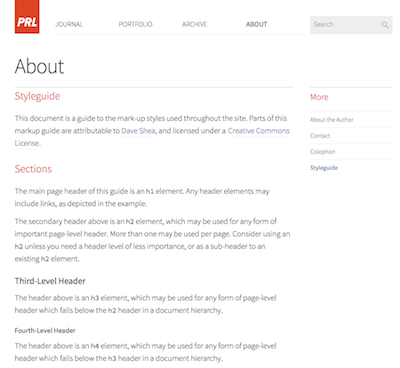 PRL
JOURNAL
PORTFOLIO
ARCHIVE
ABOUT
Search
About
Styleguide
This document is a guide to the mark-up styles used throughout the site. Parts of
markup guide are attributable to Dave Shea, and licensed under a Creative Commons
License.
Sections
The main page header of this guide is an h1 element. Any header elements may
include links, as depicted in the example.
The secondary header above is an h2 element, which may be used for any form of
important page-level header. More than one may be used per page. Consider using an
h2 unless you need a header level of less importance, or as a sub-header to an
existing h2 element.
Third-Level Header
The header above is an h3 element, which may be used for any form of page-level
header which falls below the h2 header in a document hierarchy.
Fourth-Level Header
The header above is an h4 element, which may be used for any form of page-level
header which falls below the h3 header in a document hierarchy.
More
About the Author
Contact
Colophon
Styleguide